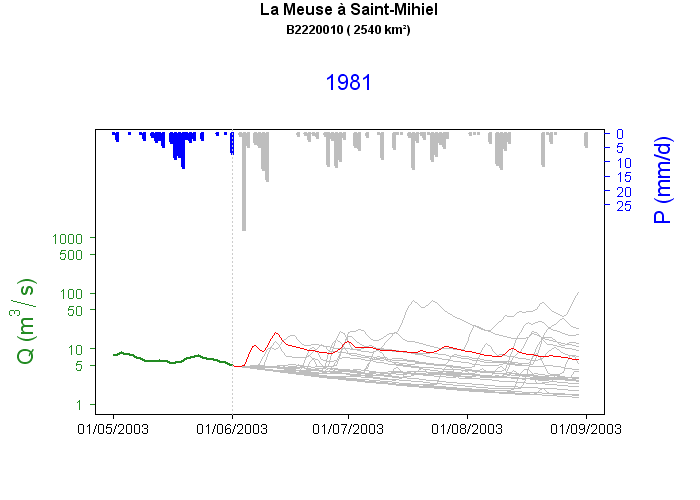 La Meuse à Saint-Mihiel
B2220010 ( 2540 km²)
1981
0
5
10
15
20
25
P (mm/d)
1000
500
100
50
10
5
1
Q (m³/ s)
01/05/2003 01/06/2003 01/07/2003 01/08/2003 01/09/2003